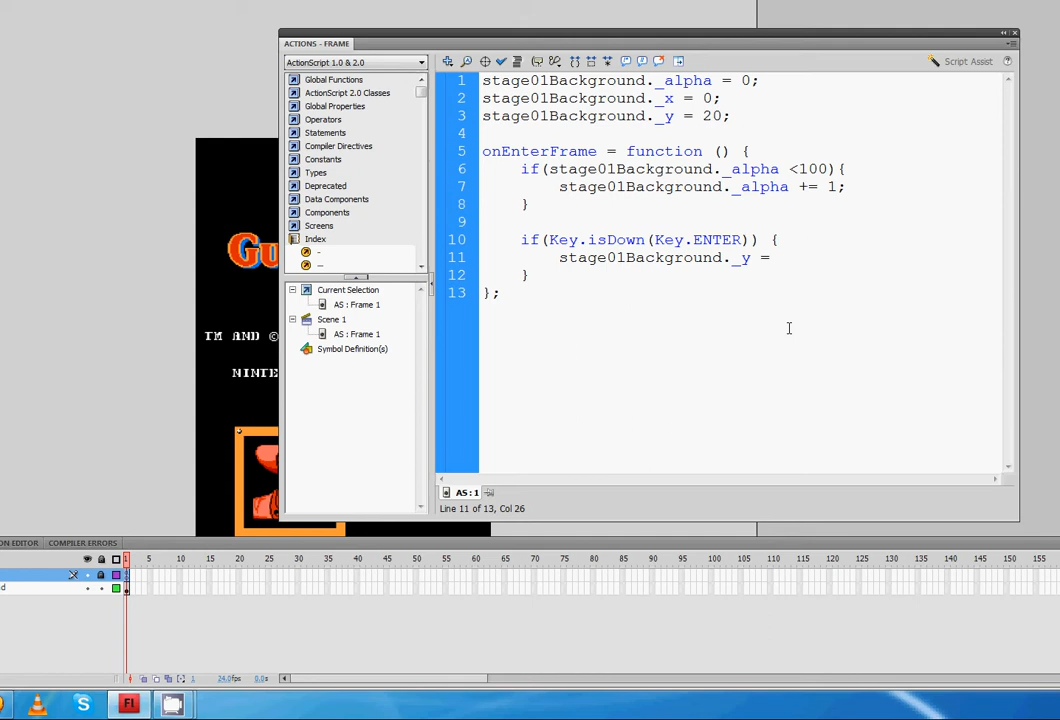 ACTIONS - FRAME
ActionScript 1.0 & 2.0
Script Assist
Global Functions
ActionScript 2.0 Classes
Global Properties
Operators
Statements
Compiler Directives
Constants
Types
Deprecated
Data Components
Components
Screens
Index
Current Selection
AS : Frame 1
Scene 1
AS : Frame 1
Symbol Definition(s)
1 stage01Background._alpha = 0;
2 stage01Background._x = 0;
3 stage01Background._y = 20;
4
5 onEnterFrame = function () {
6 if(stage01Background._alpha <100){
7 stage01Background._alpha += 1;
8 }
9
10 if(Key.isDown(Key.ENTER)) {
11 stage01Background._y =
12 }
13 };
AS : 1
Line 11 of 13, Col 26
TM AND ©
ON EDITOR
COMPILER ERRORS
1 5 10 15 20 25 30 35 40 45 50 55 60 65 70 75 80 85 90 95 100 105 110 115 120 125 130 135 140 145 150 155
d
1 24.0fps 0.0s
Fl